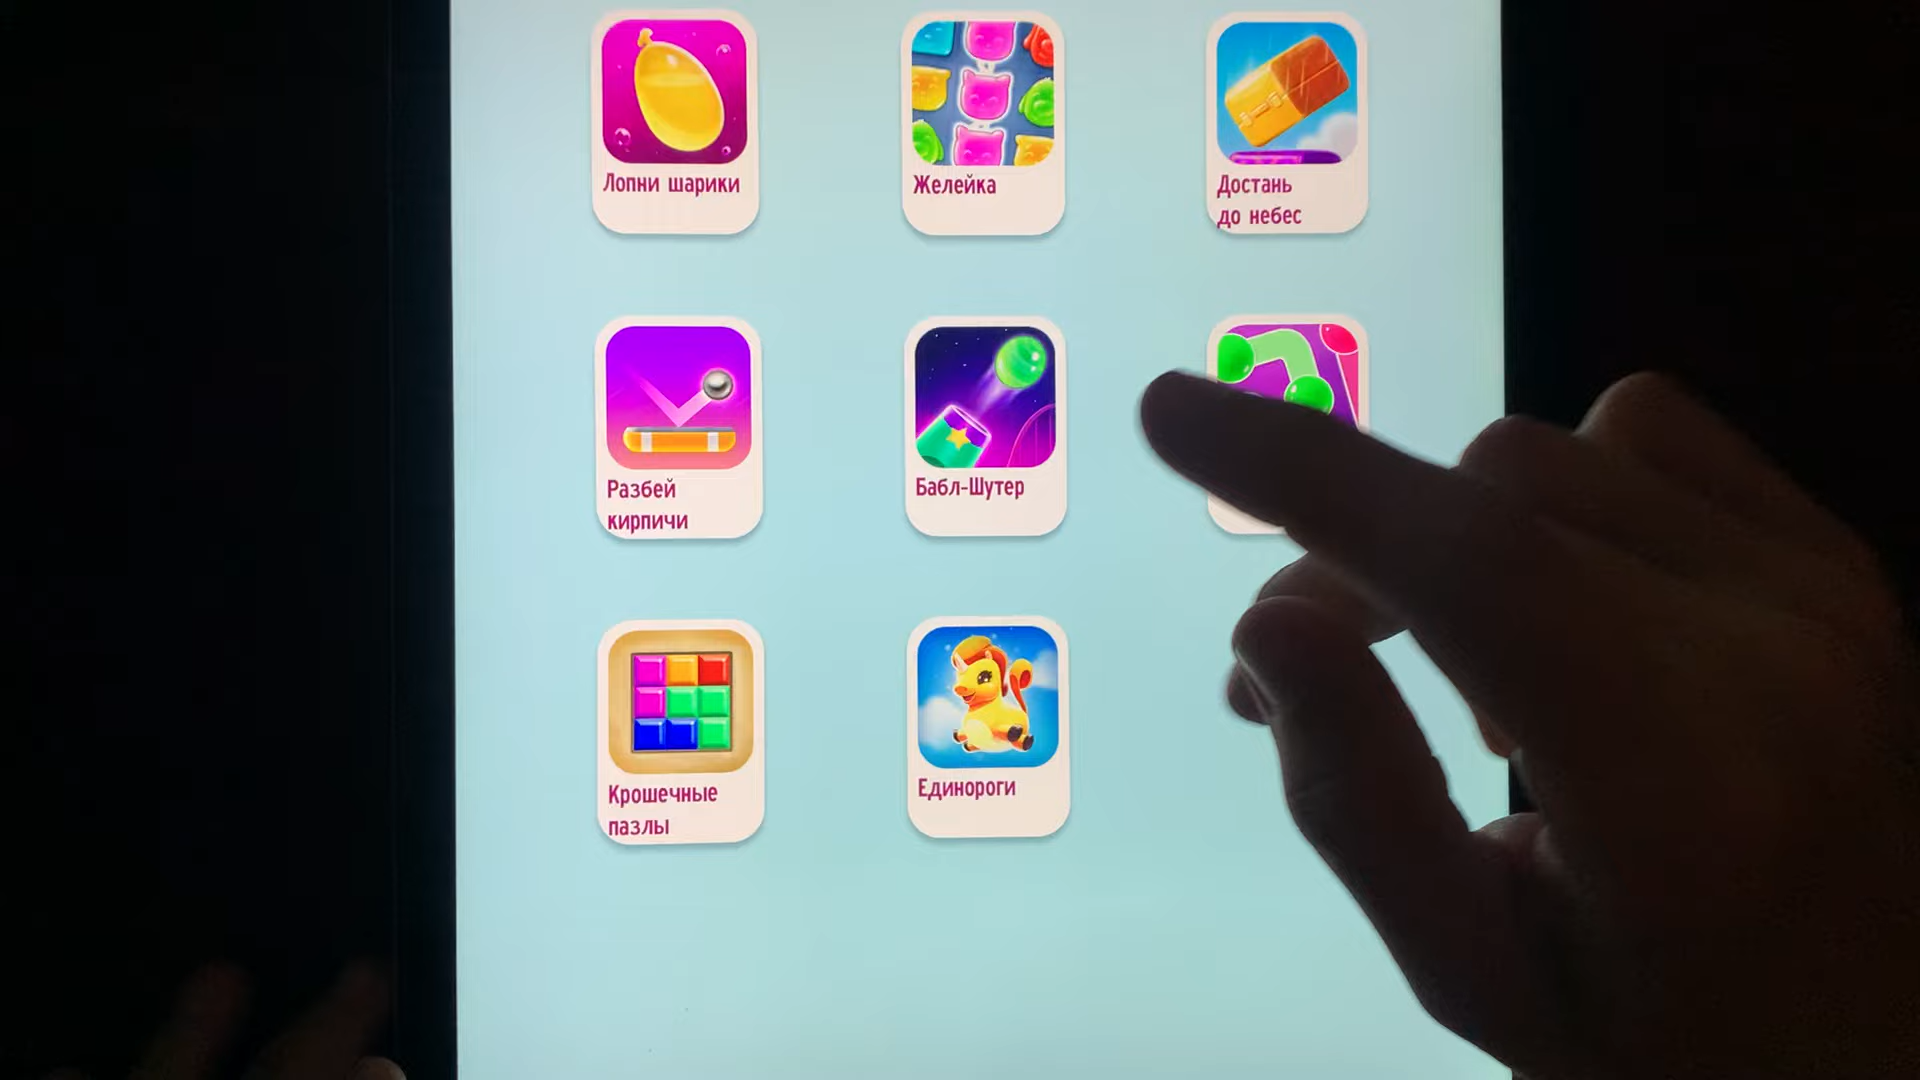 Лопни шарики
Желейка
Достань
до небес
Разбей
кирпичи
Бабл-Шутер
Крошечные
пазлы
Единороги